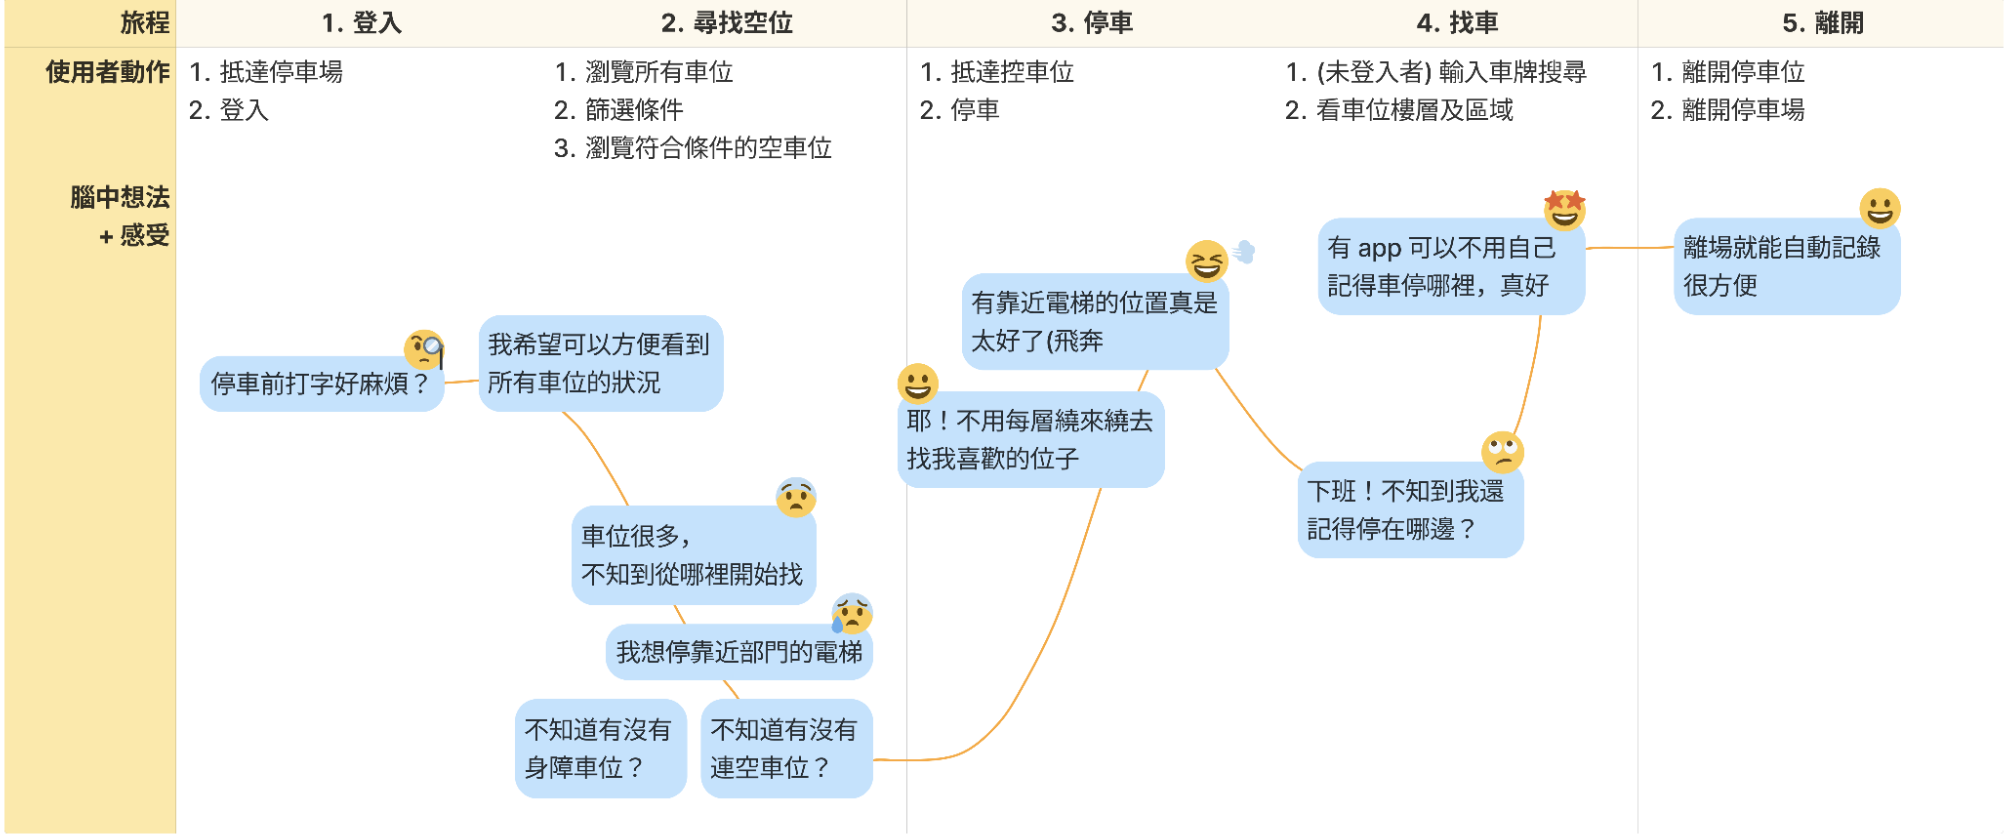 旅程
1. 登入
2. 尋找空位
3. 停車
4. 找車
5. 離開
使用者動作
1. 抵達停車場
2. 登入
1. 瀏覽所有車位
2. 篩選條件
3. 瀏覽符合條件的空車位
1. 抵達控車位
2. 停車
1. (未登入者) 輸入車牌搜尋
2. 看車位樓層及區域
1. 離開停車位
2. 離開停車場
腦中想法
+ 感受
停車前打字好麻煩？
我希望可以方便看到
所有車位的狀況
車位很多，
不知到從哪裡開始找
我想停靠近部門的電梯
不知道有沒有
身障車位？
不知道有沒有
連空車位？
耶！不用每層繞來繞去
找我喜歡的位子
有靠近電梯的位置真是
太好了(飛奔
下班！不知到我還
記得停在哪邊？
有 app 可以不用自己
記得車停哪裡，真好
離場就能自動記錄
很方便